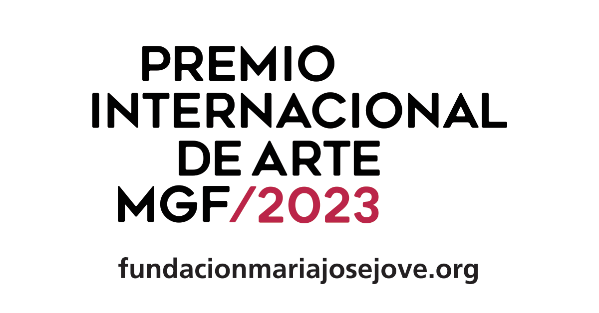 PREMIO
INTERNACIONAL
DE ARTE
MGF/2023
fundacionmariajosejove.org